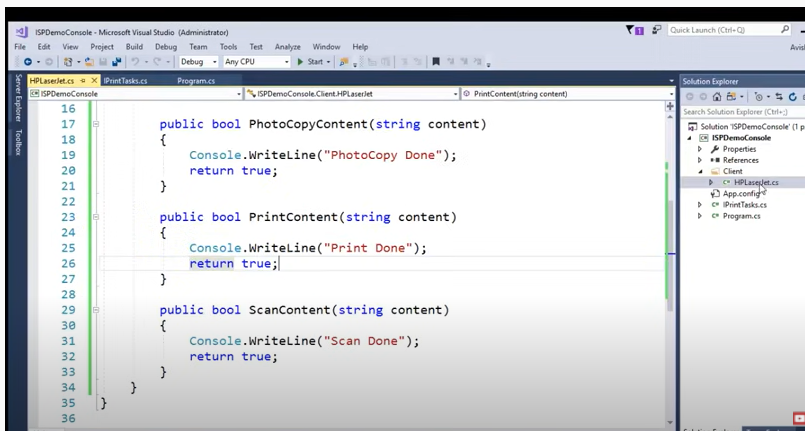 ISPDemoConsole - Microsoft Visual Studio (Administrator)
1
Quick Launch (Ctrl+Q)
File Edit View Project Build Debug Team Tools Test Analyze Window Help
Debug Any CPU Start
HPLaserJet.cs IPrintTasks.cs Program.cs
Solution Explorer
ISPDemoConsole ISPDemoConsole.Client.HPLaserJet PrintContent(string content)
Server Explorer
Toolbox
16
17 public bool PhotoCopyContent(string content)
18 {
19 Console.WriteLine("PhotoCopy Done");
20 return true;
21 }
22
23 public bool PrintContent(string content)
24 {
25 Console.WriteLine("Print Done");
26 return true;
27 }
28
29 public bool ScanContent(string content)
30 {
31 Console.WriteLine("Scan Done");
32 return true;
33 }
34 }
35 }
36
Search Solution Explorer (Ctrl+;)
Solution 'ISPDemoConsole' (1 p
C# ISPDemoConsole
Properties
References
Client
C# HPLaserJet.cs
App.config
C# IPrintTasks.cs
C# Program.cs